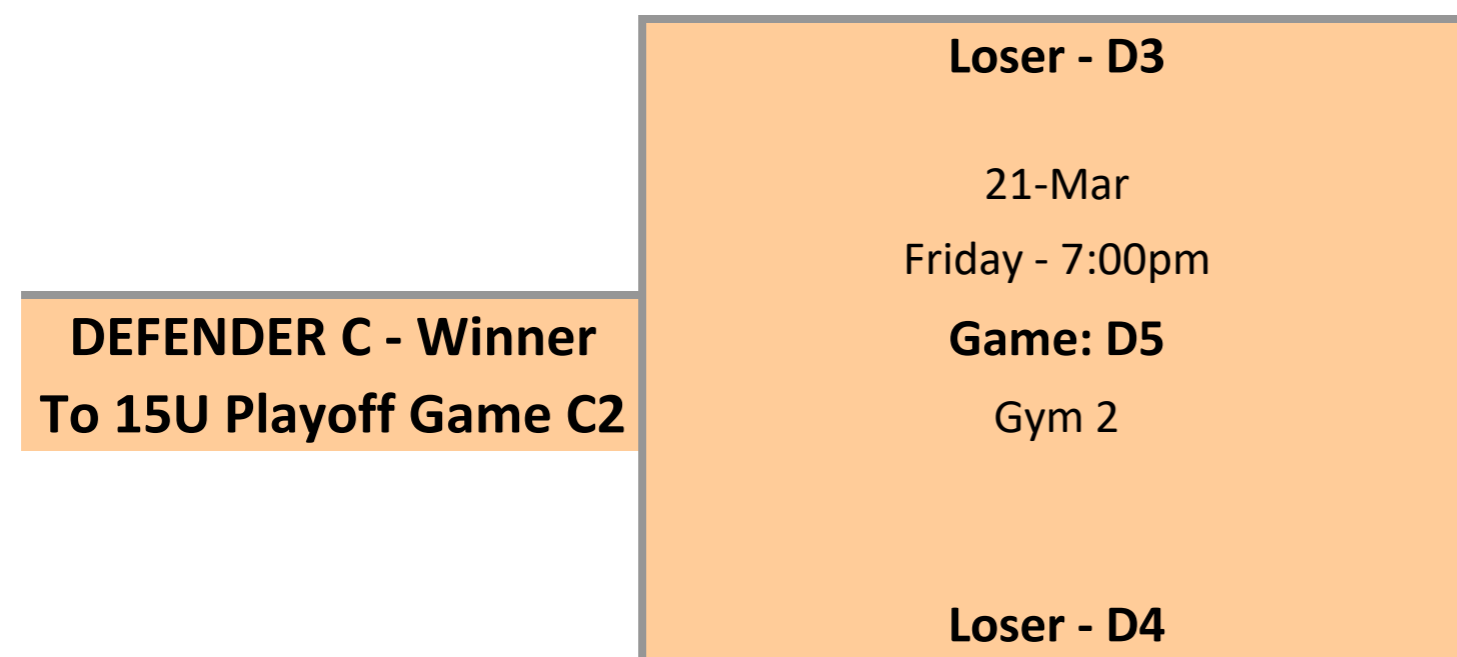 Loser - D3
21-Mar
Friday - 7:00pm
DEFENDER C - Winner
To 15U Playoff Game C2
Game: D5
Gym 2
Loser - D4